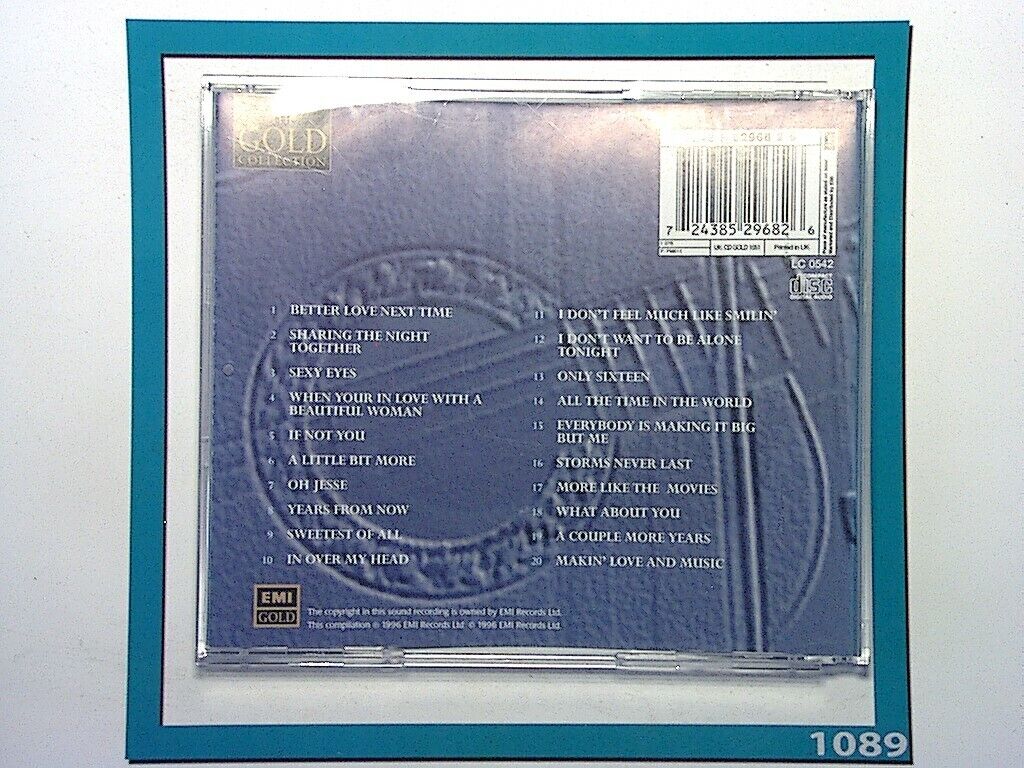 GOLD
COLLECTION
7 24385 29682 6
UK: CD GOLD 1051
Printed in UK
LC 0542
COMPACT
disc
DIGITAL AUDIO
1 BETTER LOVE NEXT TIME
2 SHARING THE NIGHT
TOGETHER
3 SEXY EYES
4 WHEN YOUR IN LOVE WITH A
BEAUTIFUL WOMAN
5 IF NOT YOU
6 A LITTLE BIT MORE
7 OH JESSE
8 YEARS FROM NOW
9 SWEETEST OF ALL
10 IN OVER MY HEAD
11 I DON'T FEEL MUCH LIKE SMILIN'
12 I DON'T WANT TO BE ALONE
TONIGHT
13 ONLY SIXTEEN
14 ALL THE TIME IN THE WORLD
15 EVERYBODY IS MAKING IT BIG
BUT ME
16 STORMS NEVER LAST
17 MORE LIKE THE MOVIES
18 WHAT ABOUT YOU
19 A COUPLE MORE YEARS
20 MAKIN' LOVE AND MUSIC
EMI
GOLD
The copyright in this sound recording is owned by EMI Records Ltd.
This compilation ℗ 1996 EMI Records Ltd. © 1996 EMI Records Ltd.
1089